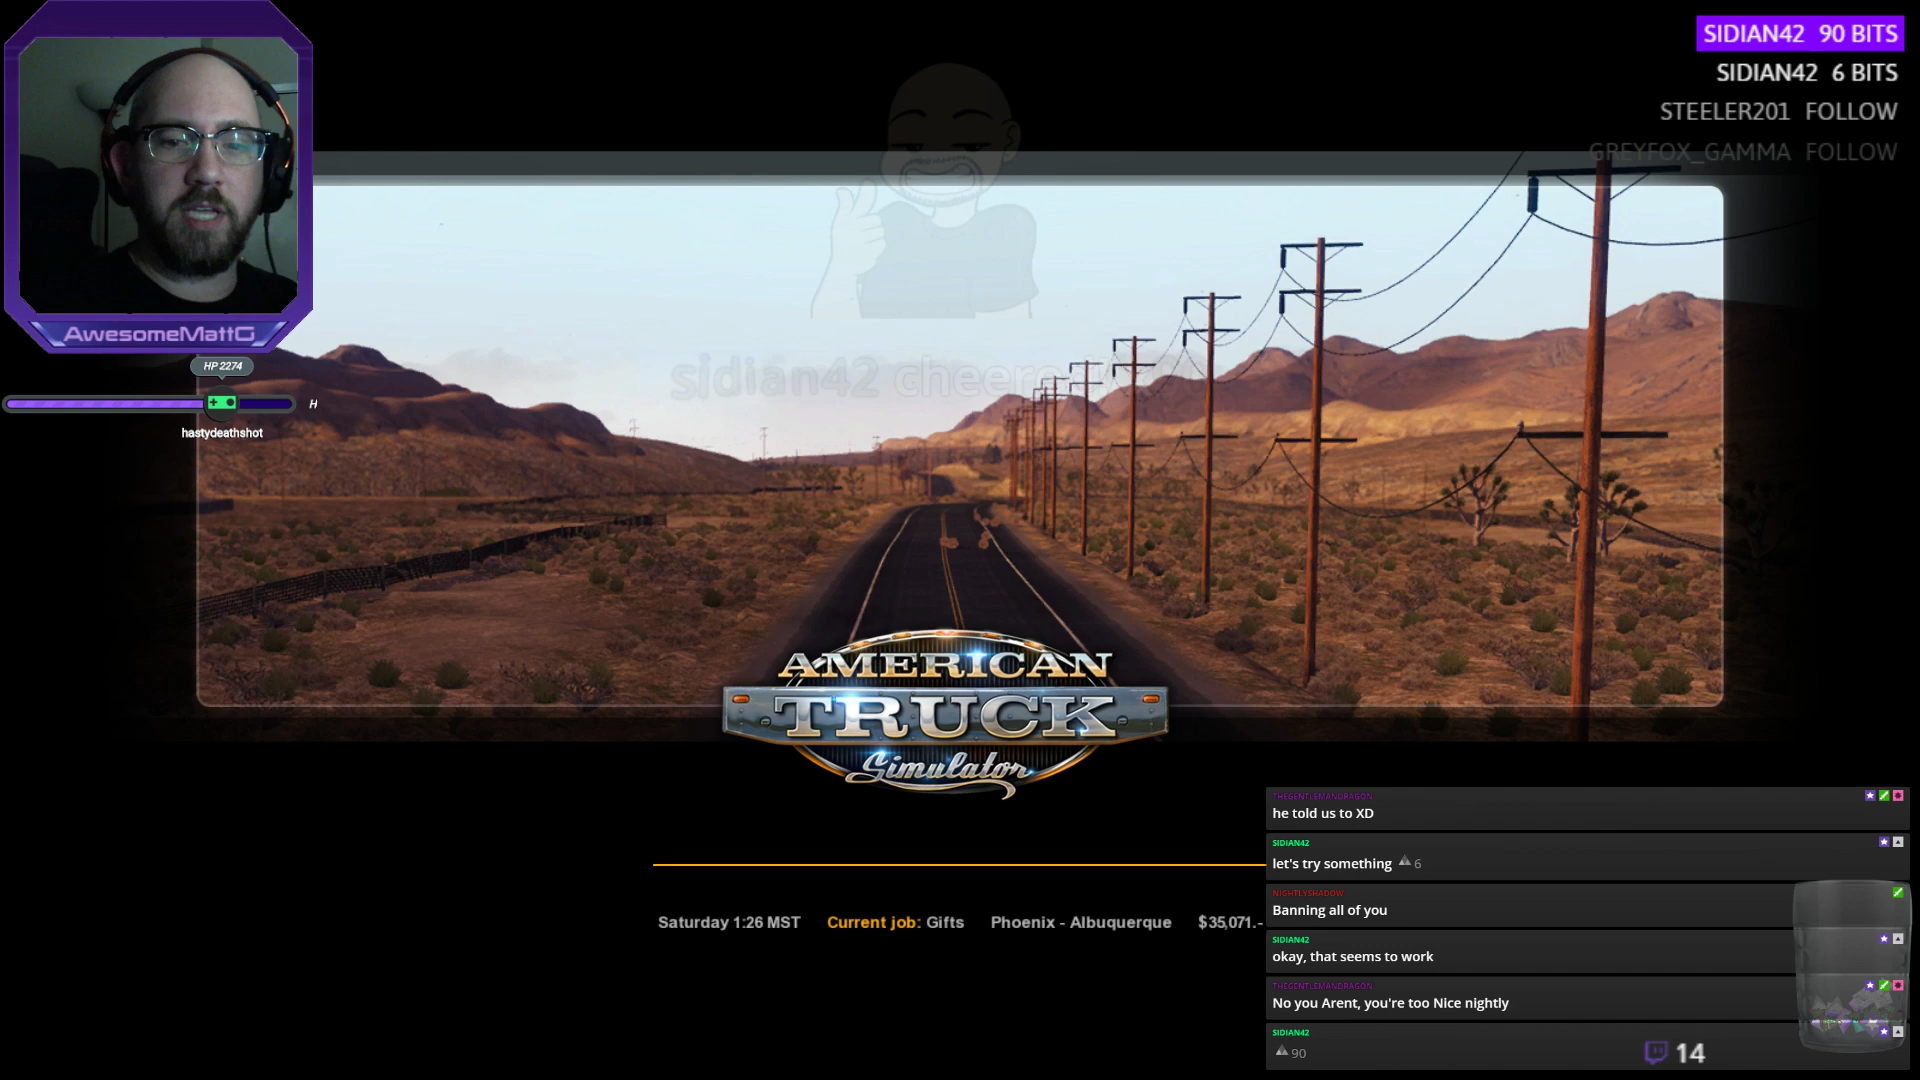 SIDIAN42 90 BITS
SIDIAN42 6 BITS
STEELER201 FOLLOW
GREYFOX_GAMMA FOLLOW
AwesomeMattG
HP 2274
H
hastydeathshot
sidian42
AMERICAN
TRUCK
Simulator
Saturday 1:26 MST Current job: Gifts Phoenix - Albuquerque $35,071.-
THEGENTLEMANDRAGON
he told us to XD
SIDIAN42
let's try something 6
NIGHTLYSHADOW
Banning all of you
SIDIAN42
okay, that seems to work
THEGENTLEMANDRAGON
No you Arent, you're too Nice nightly
SIDIAN42
90
14